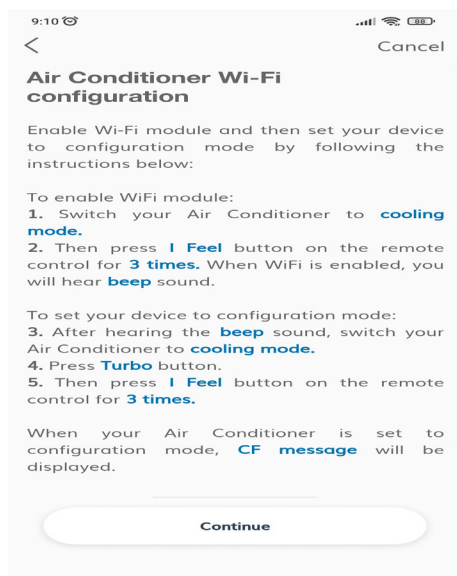 9:10
88
Cancel
Air Conditioner Wi-Fi
configuration
Enable Wi-Fi module and then set your device
to configuration mode by following the
instructions below:
To enable WiFi module:
1. Switch your Air Conditioner to cooling
mode.
2. Then press I Feel button on the remote
control for 3 times. When WiFi is enabled, you
will hear beep sound.
To set your device to configuration mode:
3. After hearing the beep sound, switch your
Air Conditioner to cooling mode.
4. Press Turbo button.
5. Then press I Feel button on the remote
control for 3 times.
When your Air Conditioner is set to
configuration mode, CF message will be
displayed.
Continue